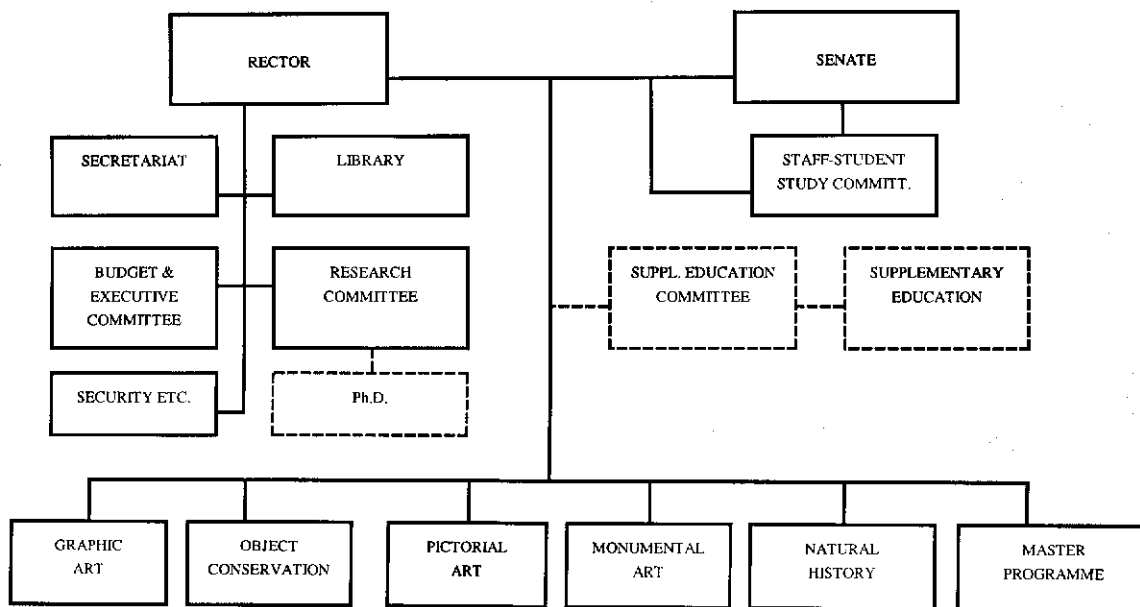 RECTOR
SENATE
SECRETARIAT
LIBRARY
STAFF-STUDENT
STUDY COMMITT.
BUDGET &
EXECUTIVE
COMMITTEE
RESEARCH
COMMITTEE
SUPPL. EDUCATION
COMMITTEE
SUPPLEMENTARY
EDUCATION
SECURITY ETC.
Ph.D.
GRAPHIC
ART
OBJECT
CONSERVATION
PICTORIAL
ART
MONUMENTAL
ART
NATURAL
HISTORY
MASTER
PROGRAMME